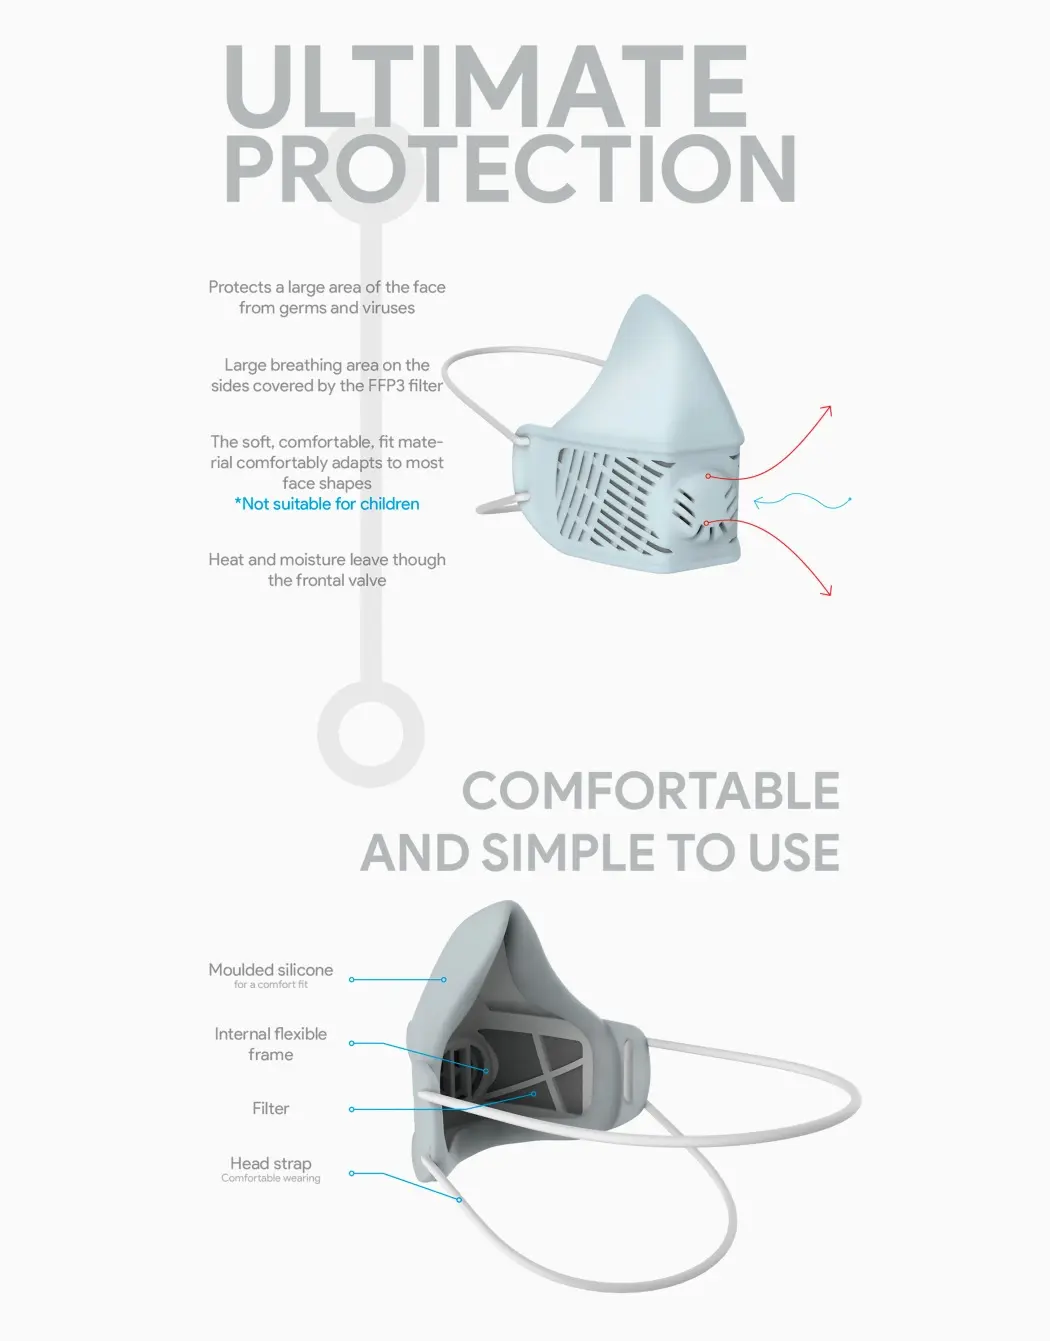 ULTIMATE
PROTECTION
Protects a large area of the face
from germs and viruses
Large breathing area on the
sides covered by the FFP3 filter
The soft, comfortable, fit mate-
rial comfortably adapts to most
face shapes
*Not suitable for children
Heat and moisture leave though
the frontal valve
COMFORTABLE
AND SIMPLE TO USE
Moulded silicone
for a comfort fit
Internal flexible
frame
Filter
Head strap
Comfortable wearing